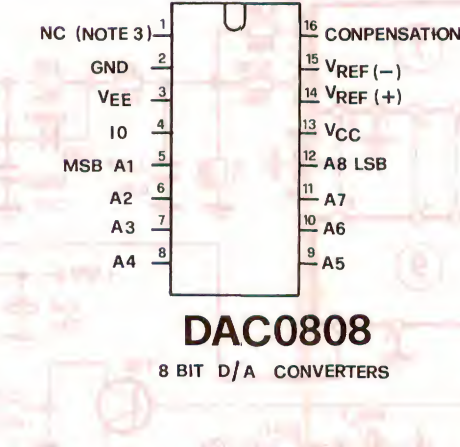 NC (NOTE 3) 1
GND 2
VEE 3
IO 4
MSB A1 5
A2 6
A3 7
A4 8
16 CONPENSATION
15 VREF (−)
14 VREF (+)
13 VCC
12 A8 LSB
11 A7
10 A6
9 A5
DAC0808
8 BIT D/A CONVERTERS